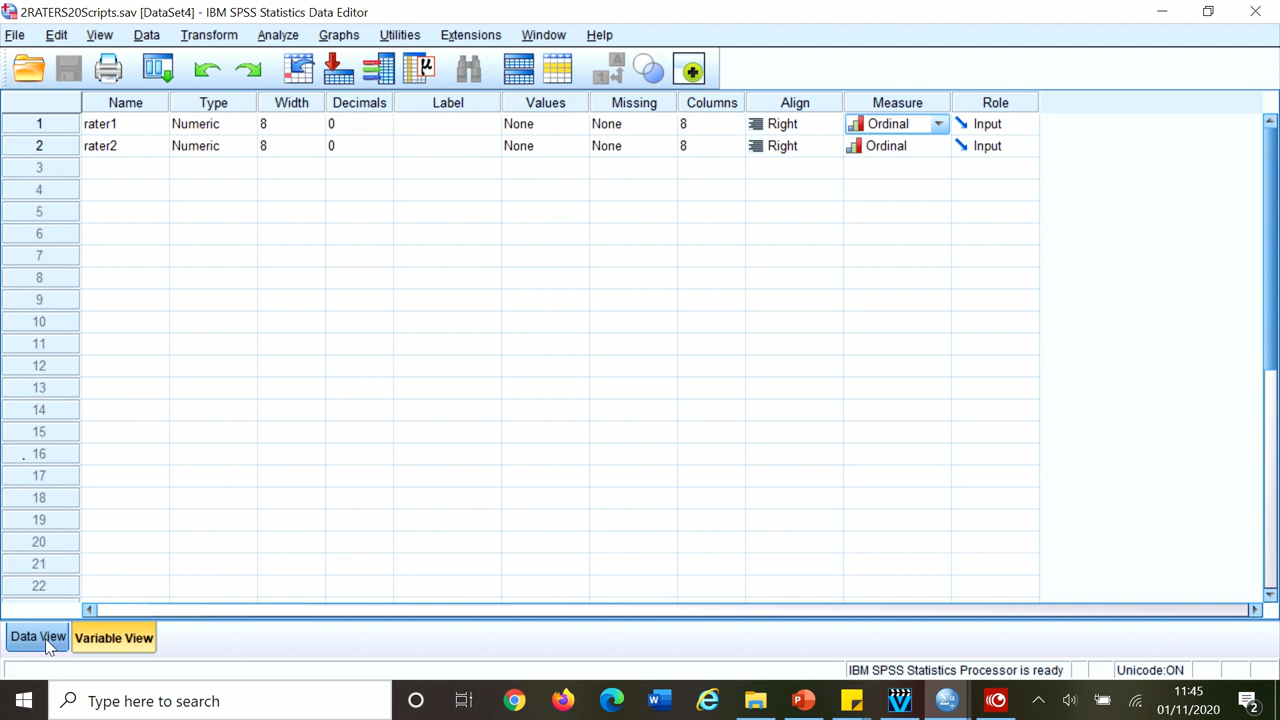 2RATERS20Scripts.sav [DataSet4] - IBM SPSS Statistics Data Editor
File Edit View Data Transform Analyze Graphs Utilities Extensions Window Help
Name Type Width Decimals Label Values Missing Columns Align Measure Role
1 rater1 Numeric 8 0 None None 8 Right Ordinal Input
2 rater2 Numeric 8 0 None None 8 Right Ordinal Input
3
4
5
6
7
8
9
10
11
12
13
14
15
16
17
18
19
20
21
22
Data View Variable View
IBM SPSS Statistics Processor is ready Unicode:ON
Type here to search
11:45
01/11/2020
2